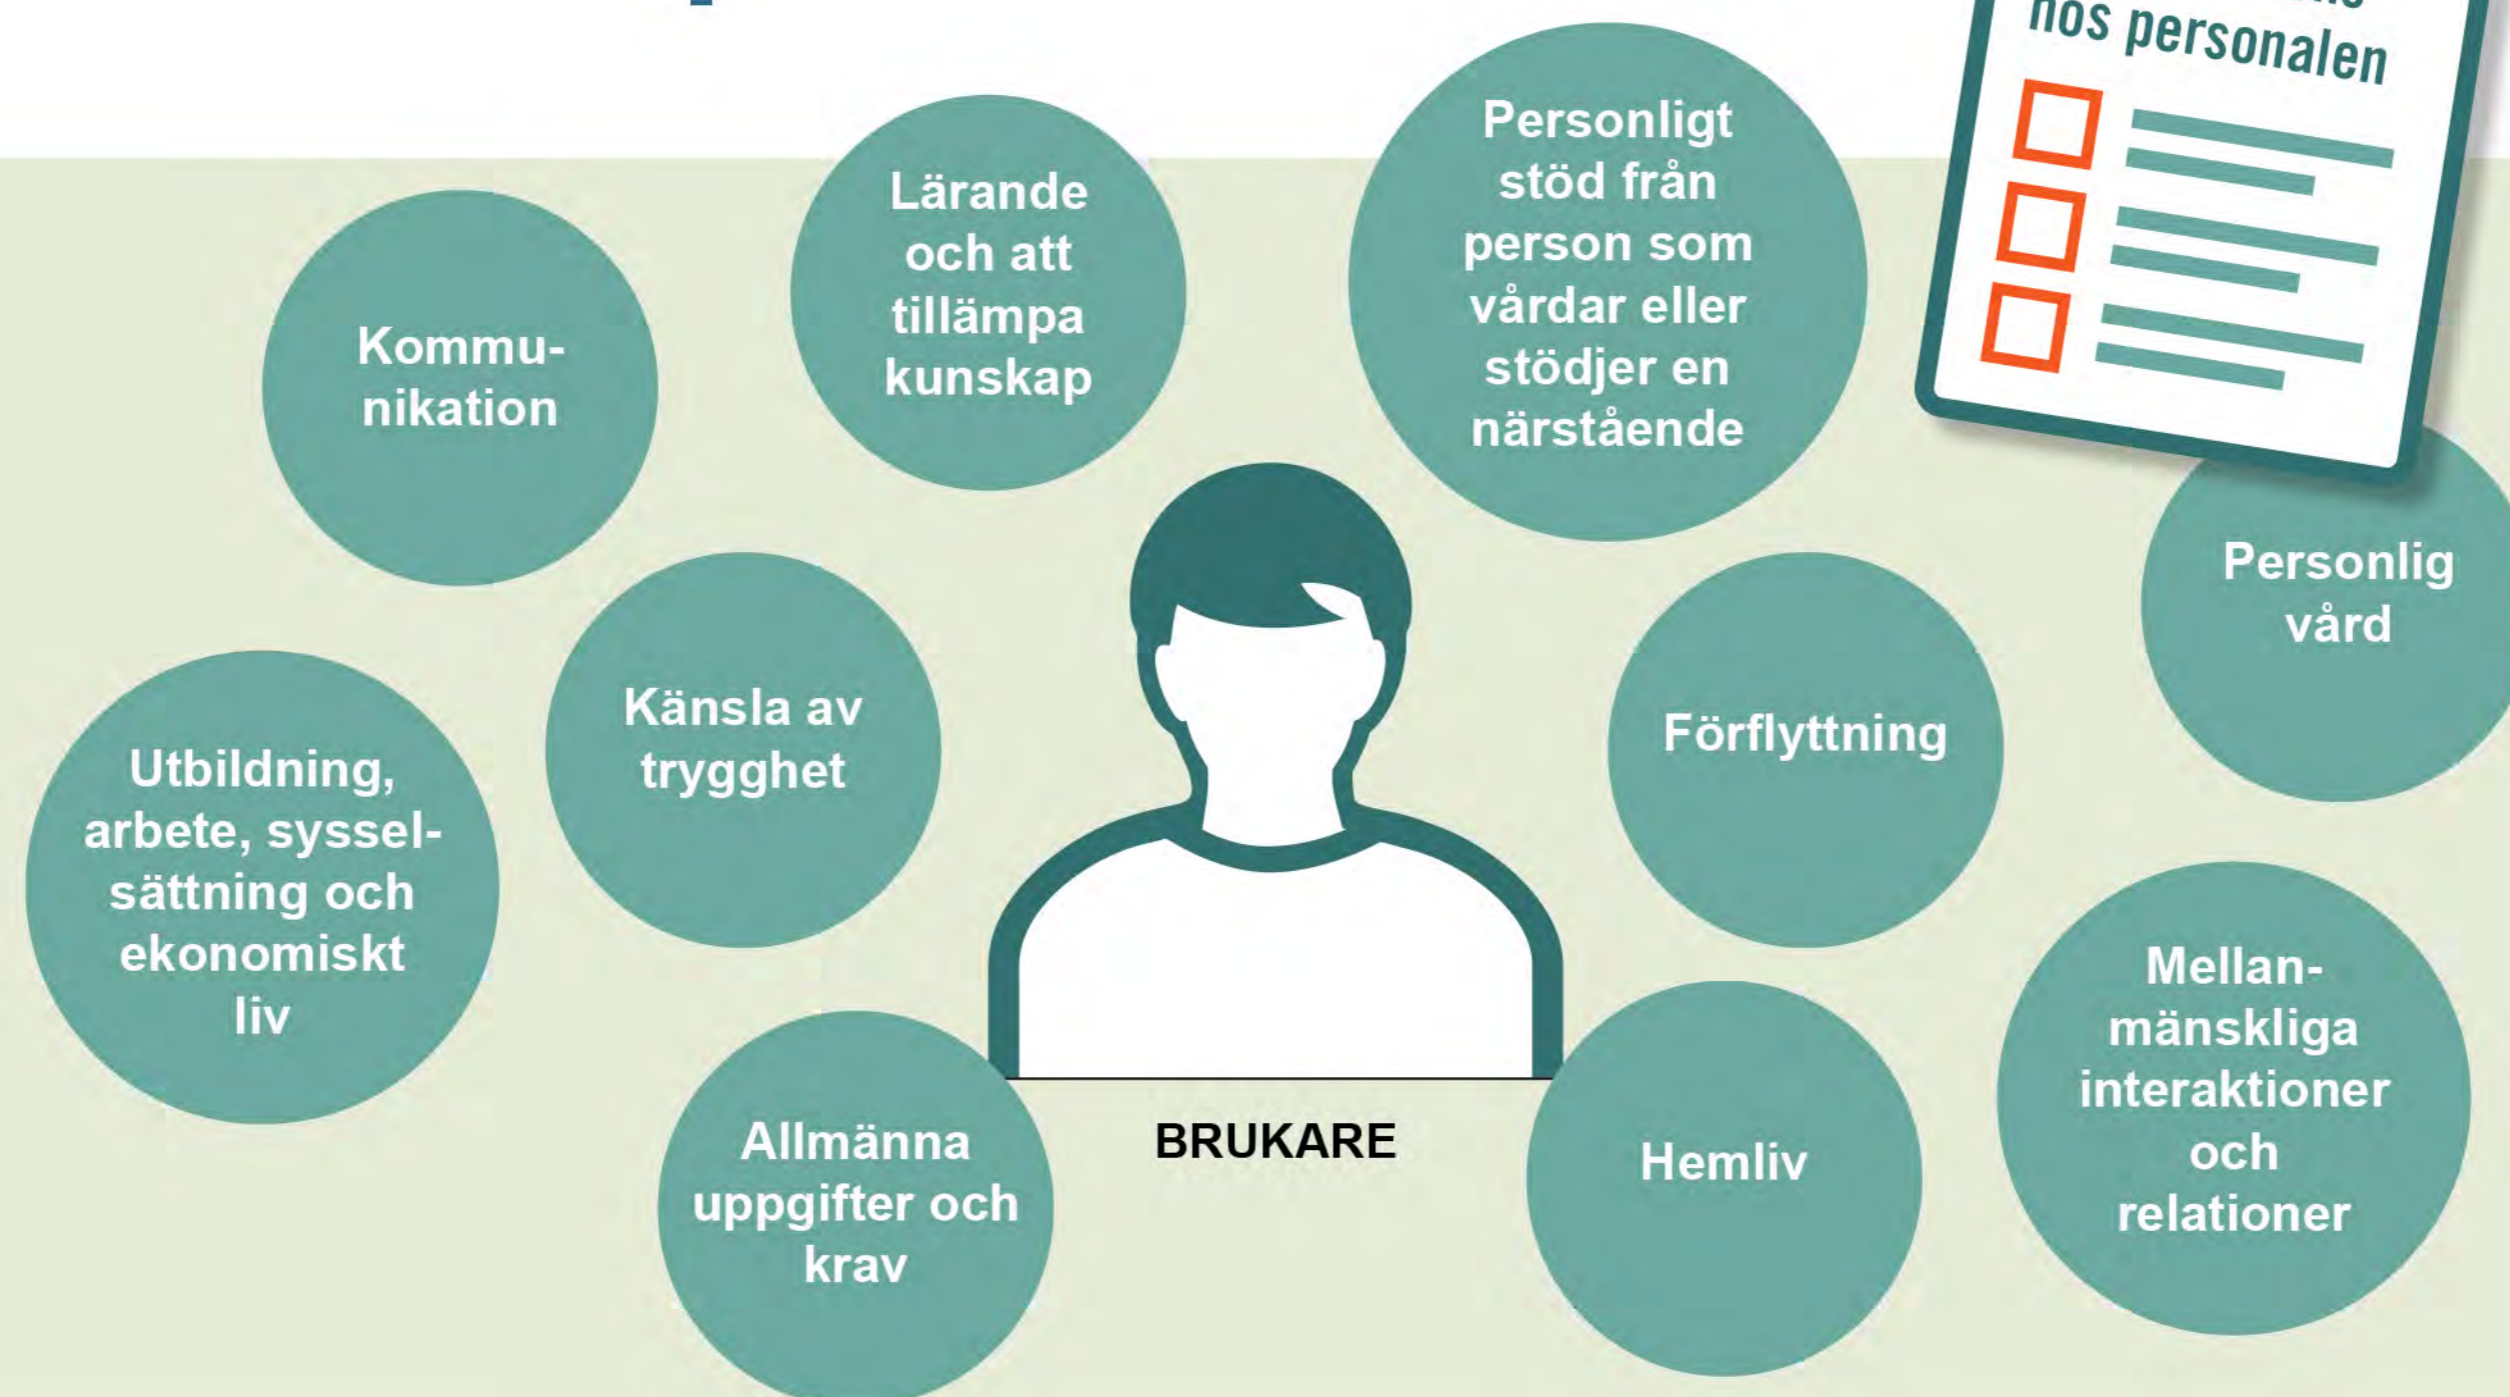 hos personalen
Lärande
och att
tillämpa
kunskap
Personligt
stöd från
person som
vårdar eller
stödjer en
närstående
Kommu-
nikation
Personlig
vård
Känsla av
trygghet
Förflyttning
Utbildning,
arbete, syssel-
sättning och
ekonomiskt
liv
Mellan-
mänskliga
interaktioner
och
relationer
Allmänna
uppgifter och
krav
BRUKARE
Hemliv